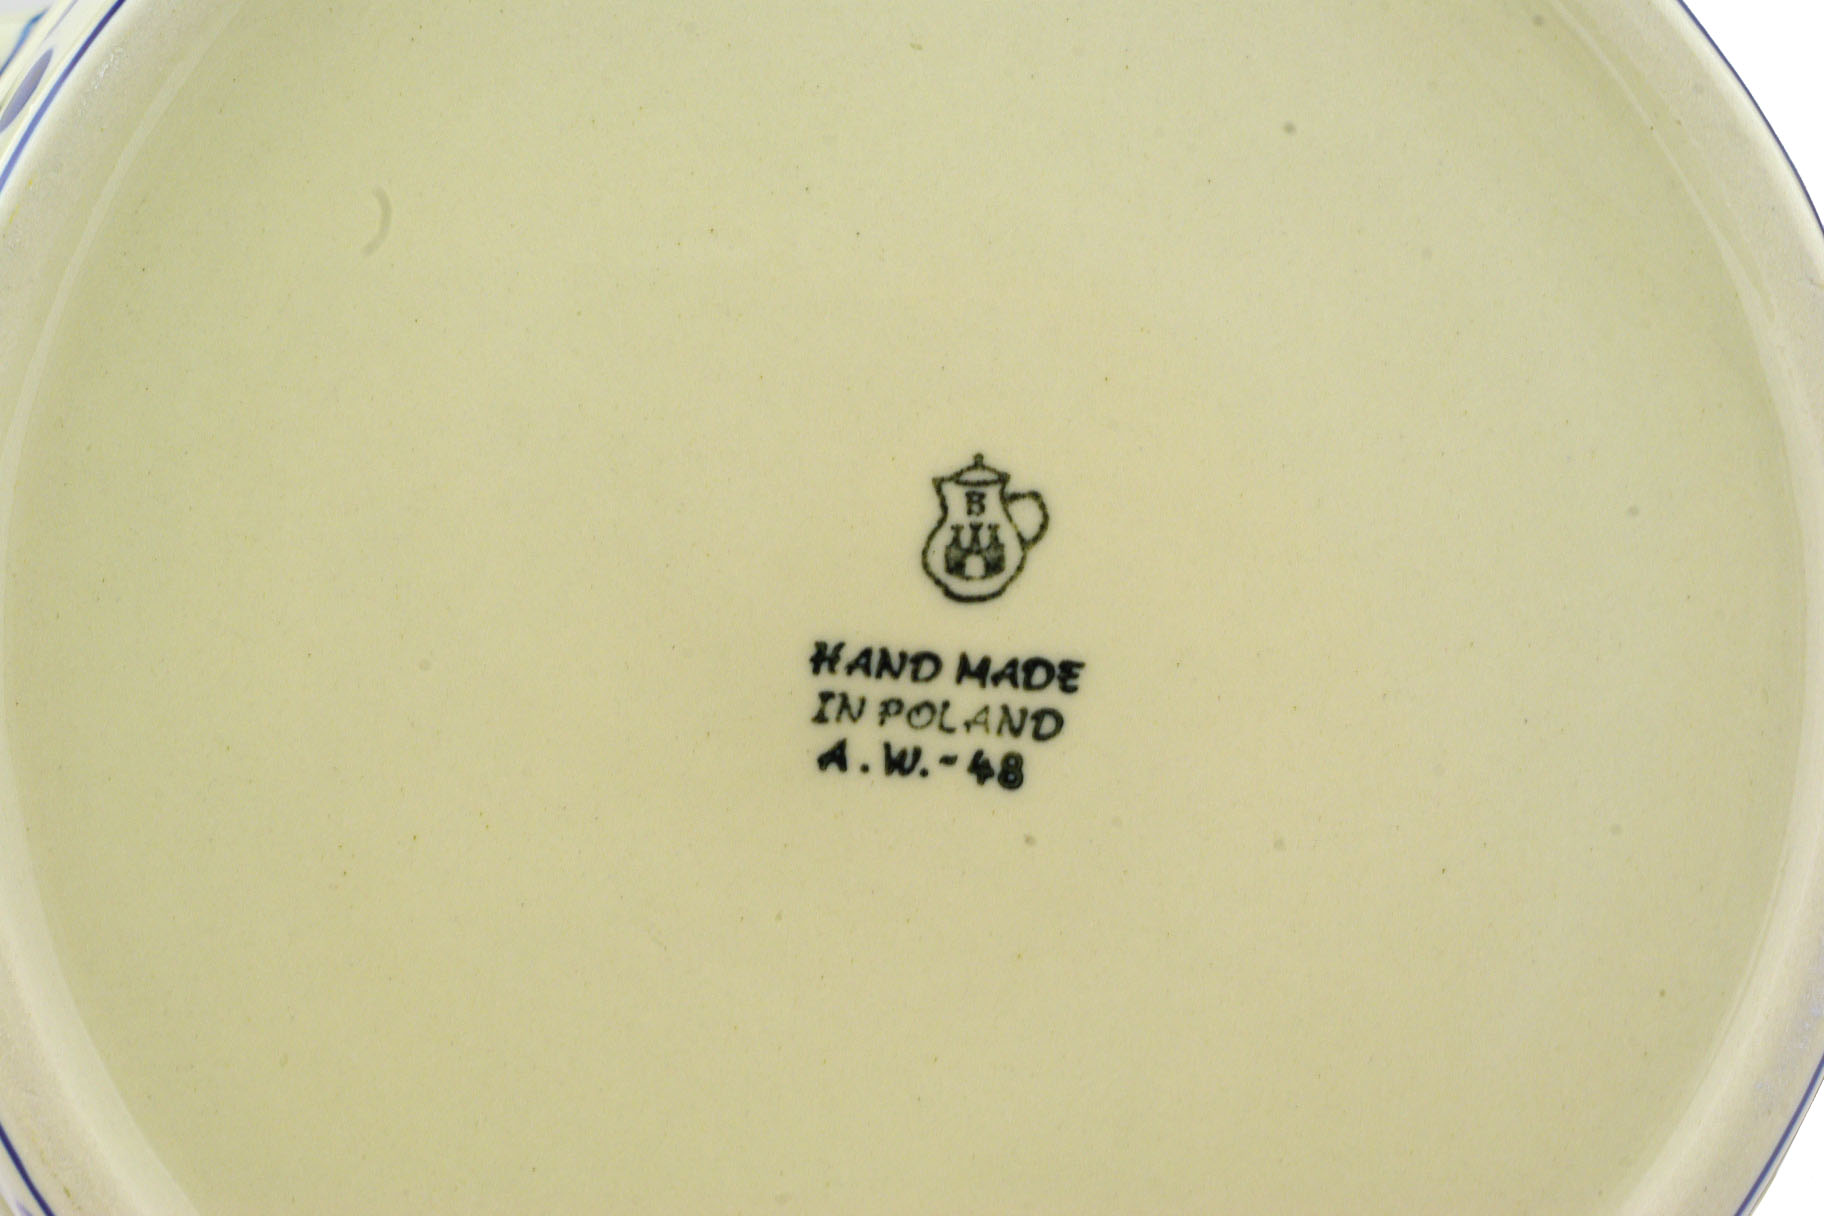 B
HAND MADE
IN POLAND
A.W.-48